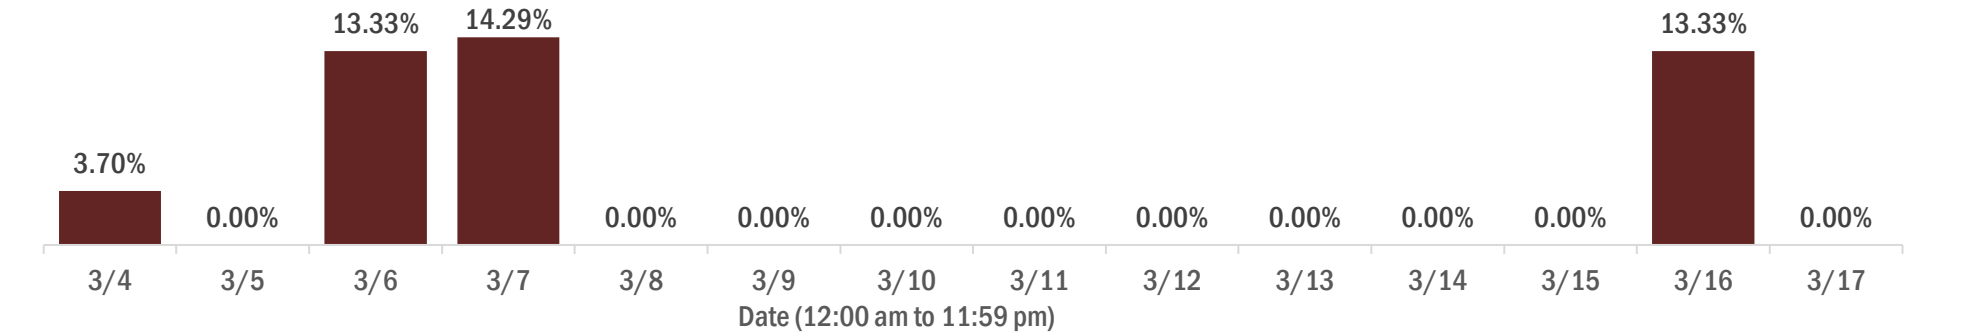 14.29%
13.33% 13.33%
3.70%
0.00% 0.00% 0.00% 0.00% 0.00% 0.00% 0.00% 0.00% 0.00% 0.00%
3/4 3/5 3/6 3/7 3/8 3/9 3/10 3/11 3/12 3/13 3/14 3/15 3/16 3/17
Date (12:00 am to 11:59 pm)